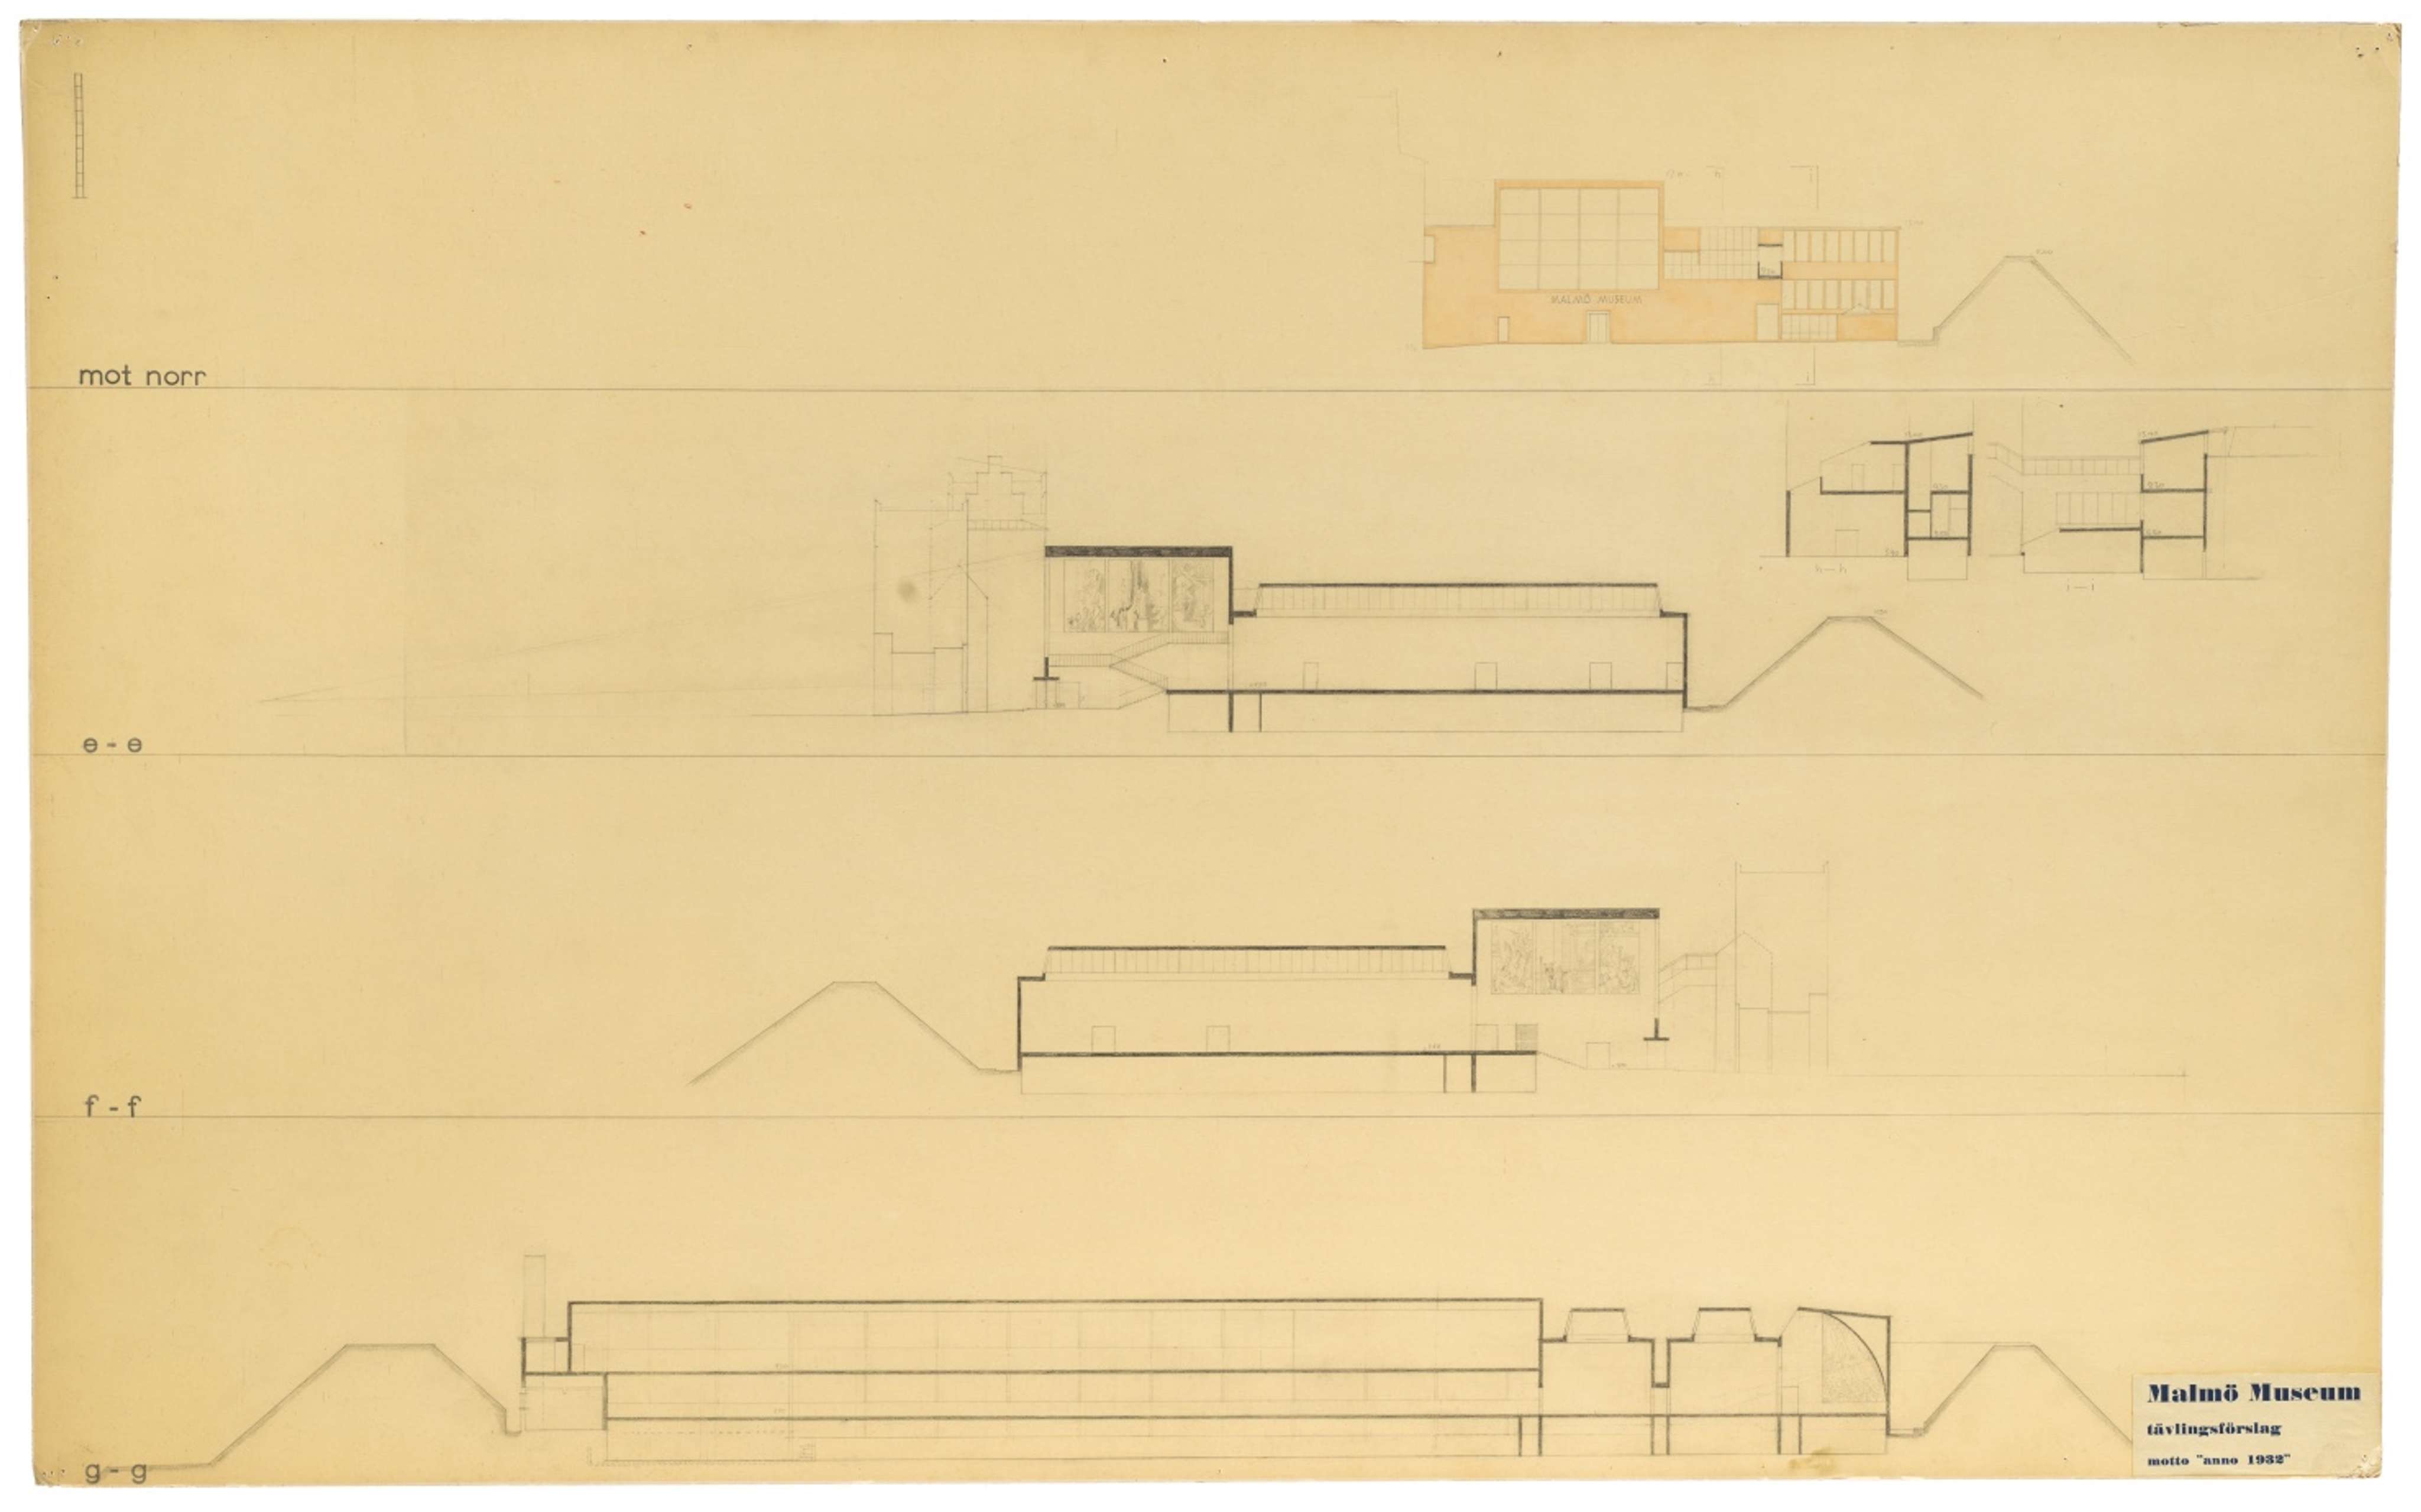 MALMÖ MUSEUM
mot norr
h—h
i—i
e-e
f-f
g-g
Malmö Museum
tävlingsförslag
motto "anno 1932"